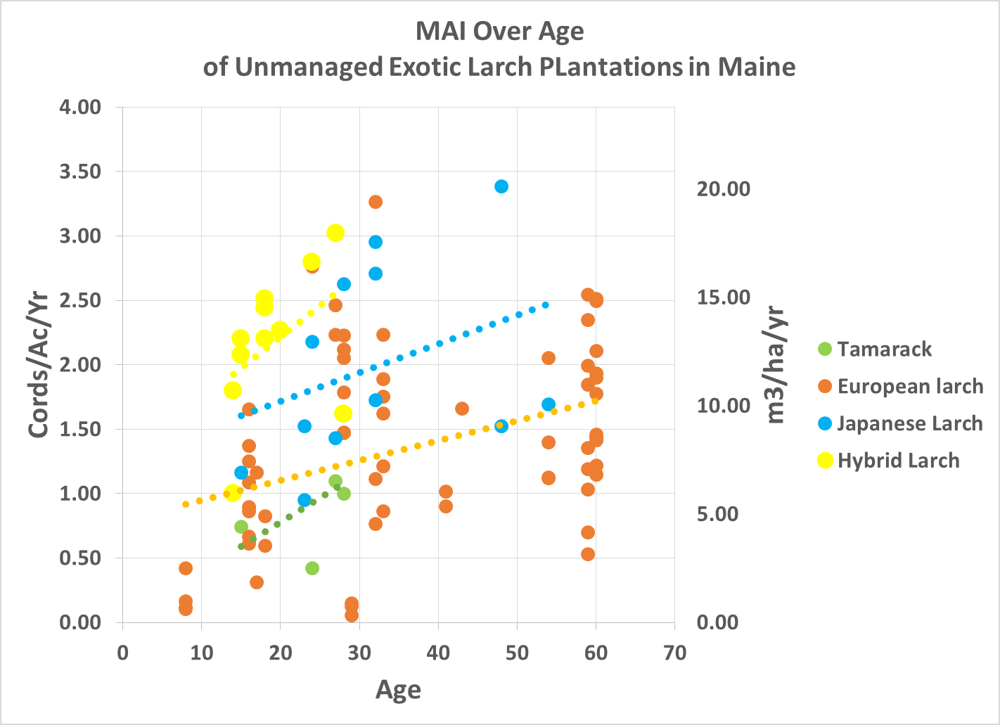 MAI Over Age
of Unmanaged Exotic Larch PLantations in Maine
4.00
3.50
3.00
2.50
2.00
1.50
1.00
0.50
0.00
Cords/Ac/Yr
0 10 20 30 40 50 60 70
Age
20.00
15.00
10.00
5.00
0.00
m3/ha/yr
Tamarack
European larch
Japanese Larch
Hybrid Larch